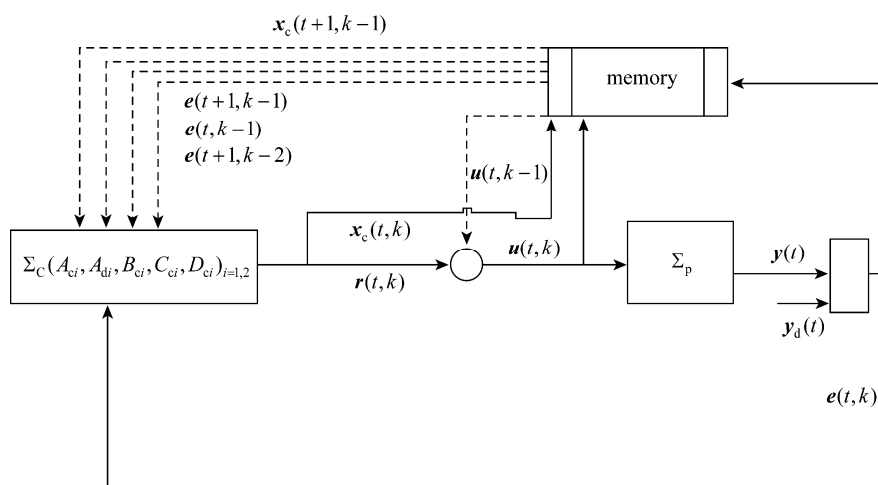 x_c(t+1,k−1)
memory
e(t+1,k−1)
e(t,k−1)
e(t+1,k−2)
u(t,k−1)
x_c(t,k)
u(t,k)
Σ_C(A_ci, A_di, B_ci, C_ci, D_ci)_i=1,2
r(t,k)
Σ_p
y(t)
y_d(t)
e(t,k)